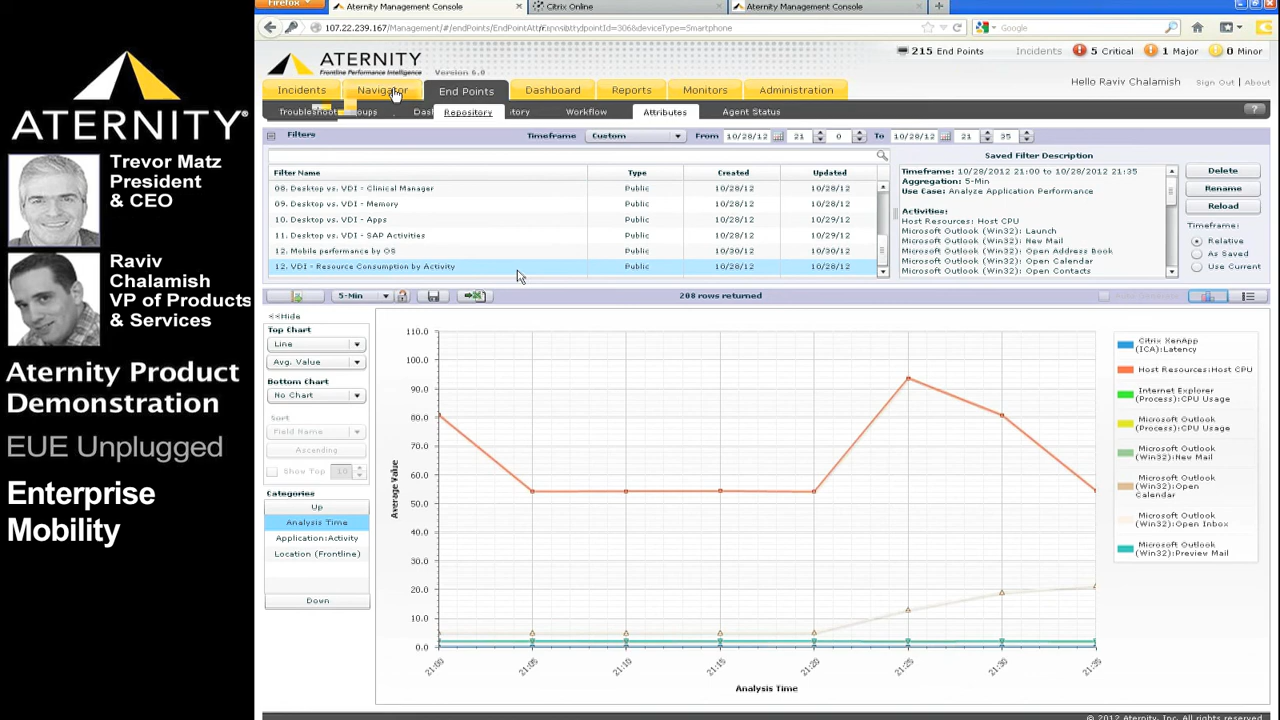 ATERNITY®
Trevor Matz
President
& CEO
Raviv
Chalamish
VP of Products
& Services
Aternity Product
Demonstration
EUE Unplugged
Enterprise
Mobility
Firefox
Aternity Management Console
Citrix Online
Aternity Management Console
Google
ATERNITY
Frontline Performance Intelligence
Version 6.0
215 End Points
Incidents
5 Critical
1 Major
0 Minor
Hello Raviv Chalamish
Sign Out
About
Incidents
Navigator
End Points
Dashboard
Reports
Monitors
Administration
Repository
Workflow
Attributes
Agent Status
Filters
Timeframe
Custom
From
10/28/12
21
0
To
10/28/12
21
35
Filter Name
Type
Created
Updated
08. Desktop vs. VDI - Clinical Manager Public 10/28/12 10/28/12
09. Desktop vs. VDI - Memory Public 10/28/12 10/28/12
10. Desktop vs. VDI - Apps Public 10/28/12 10/29/12
11. Desktop vs. VDI - SAP Activities Public 10/28/12 10/28/12
12. Mobile performance by OS Public 10/30/12 10/30/12
12. VDI - Resource Consumption by Activity Public 10/28/12 10/28/12
Saved Filter Description
Timeframe: 10/28/2012 21:00 to 10/28/2012 21:35
Aggregation: 5-Min
Use Case: Analyze Application Performance
Activities:
Host Resources: Host CPU
Microsoft Outlook (Win32): Launch
Microsoft Outlook (Win32): New Mail
Microsoft Outlook (Win32): Open Address Book
Microsoft Outlook (Win32): Open Calendar
Microsoft Outlook (Win32): Open Contacts
Delete
Rename
Reload
Timeframe:
Relative
As Saved
Use Current
5-Min
208 rows returned
<<Hide
Top Chart
Line
Avg. Value
Bottom Chart
No Chart
Sort
Field Name
Ascending
Show Top 10
Categories
Up
Analysis Time
Application:Activity
Location (Frontline)
Down
110.0
100.0
90.0
80.0
70.0
60.0
50.0
40.0
30.0
20.0
10.0
0.0
Average Value
21:00
21:05
21:10
21:15
21:20
21:25
21:30
21:35
Analysis Time
Citrix XenApp
(ICA):Latency
Host Resources:Host CPU
Internet Explorer
(Process):CPU Usage
Microsoft Outlook
(Process):CPU Usage
Microsoft Outlook
(Win32):New Mail
Microsoft Outlook
(Win32):Open
Calendar
Microsoft Outlook
(Win32):Open Inbox
Microsoft Outlook
(Win32):Preview Mail
© 2012 Aternity, Inc. All rights reserved.